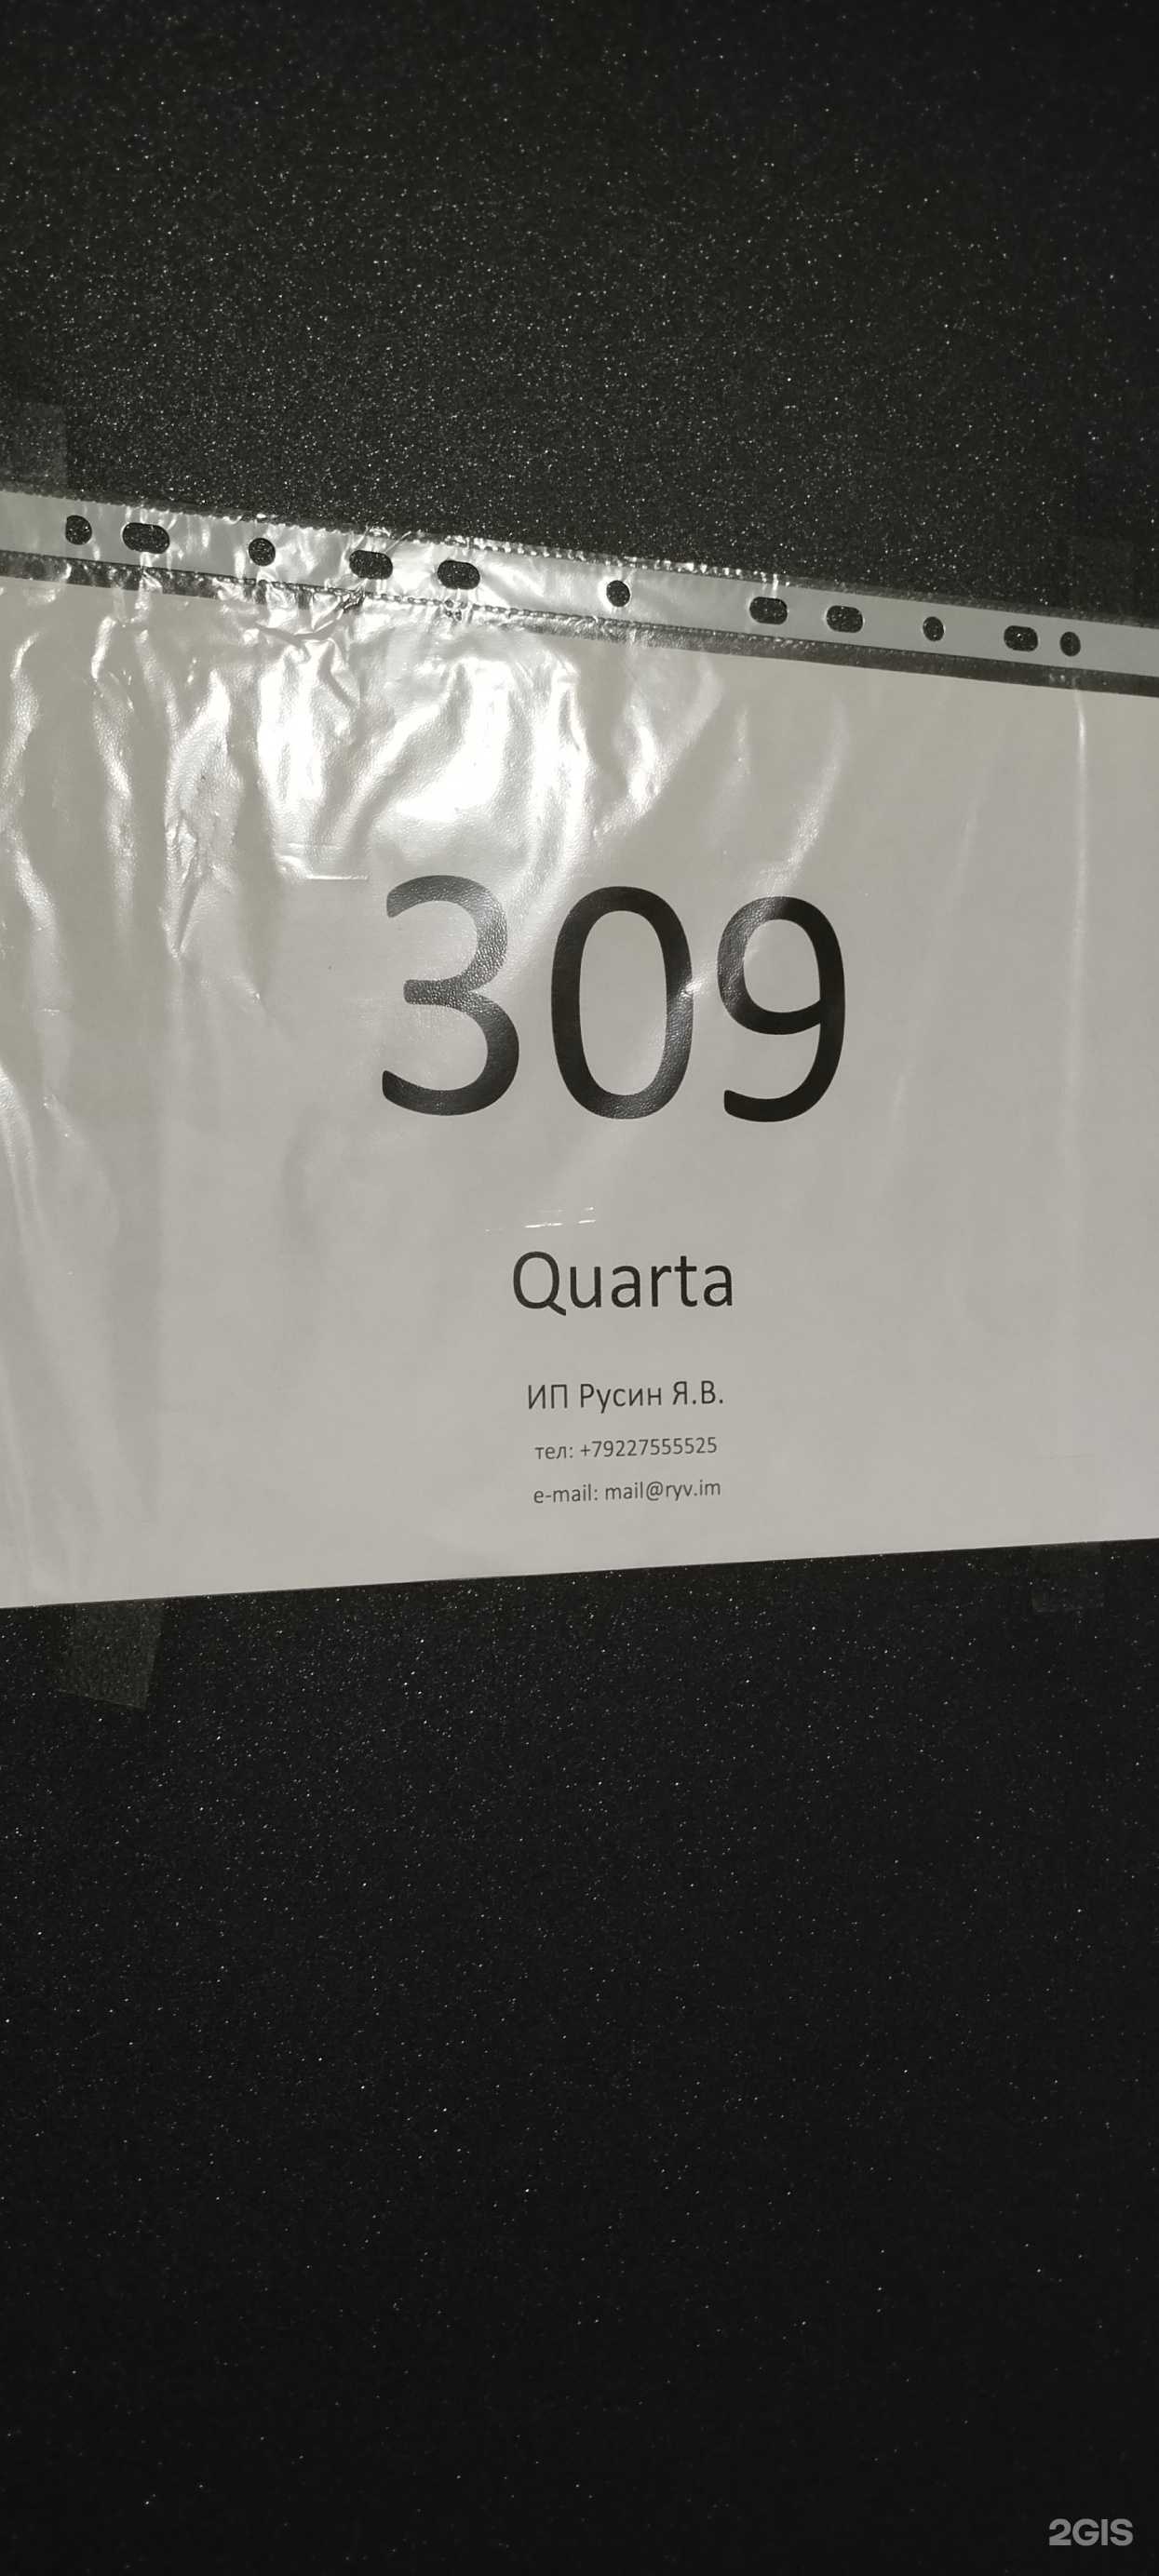 309
Quarta
ИП Русин Я.В.
тел: +79227555525
e-mail: mail@ryv.im
2GIS